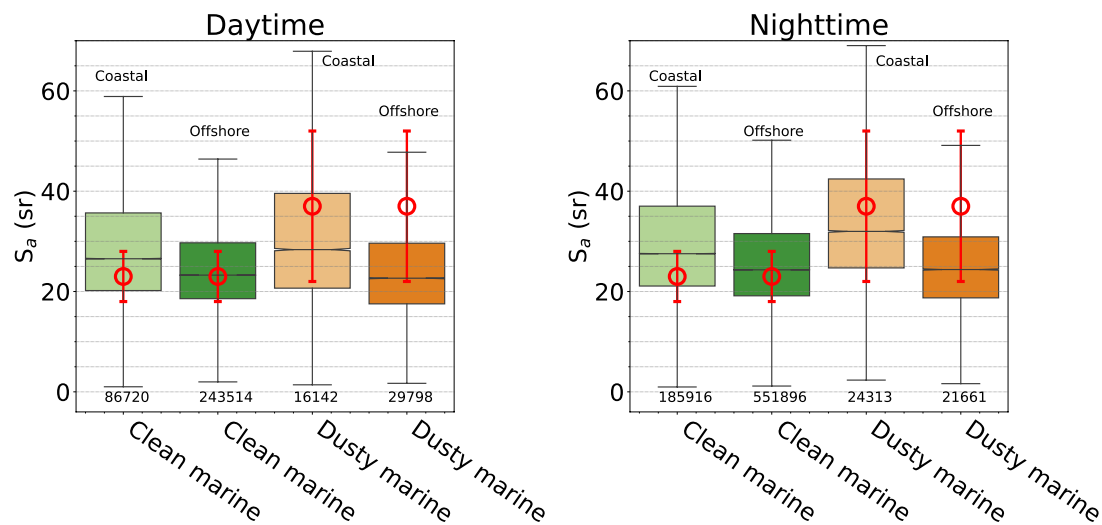 Daytime
Sₐ (sr)
60
40
20
0
Coastal
Offshore
Coastal
Offshore
86720
243514
16142
29798
Clean marine
Clean marine
Dusty marine
Dusty marine
Nighttime
Sₐ (sr)
60
40
20
0
Coastal
Offshore
Coastal
Offshore
185916
551896
24313
21661
Clean marine
Clean marine
Dusty marine
Dusty marine